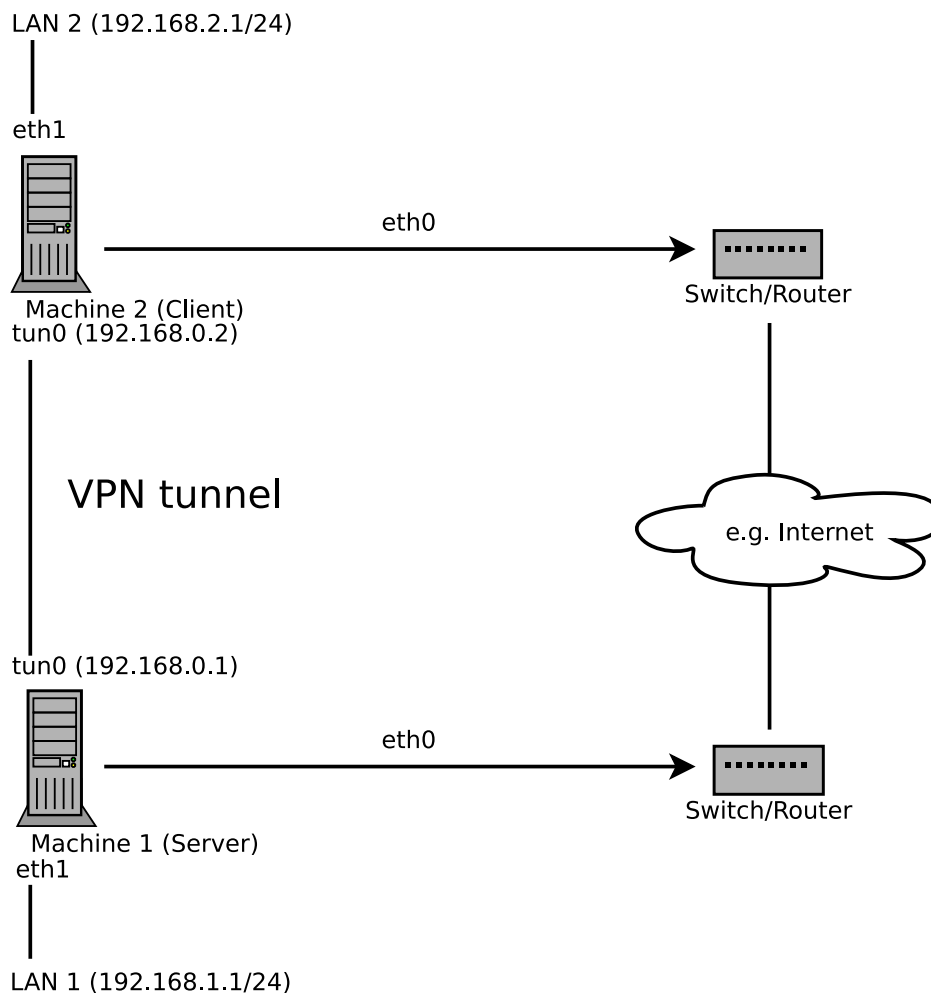 LAN 2 (192.168.2.1/24)
eth1
eth0
Switch/Router
Machine 2 (Client)
tun0 (192.168.0.2)
VPN tunnel
e.g. Internet
tun0 (192.168.0.1)
eth0
Switch/Router
Machine 1 (Server)
eth1
LAN 1 (192.168.1.1/24)